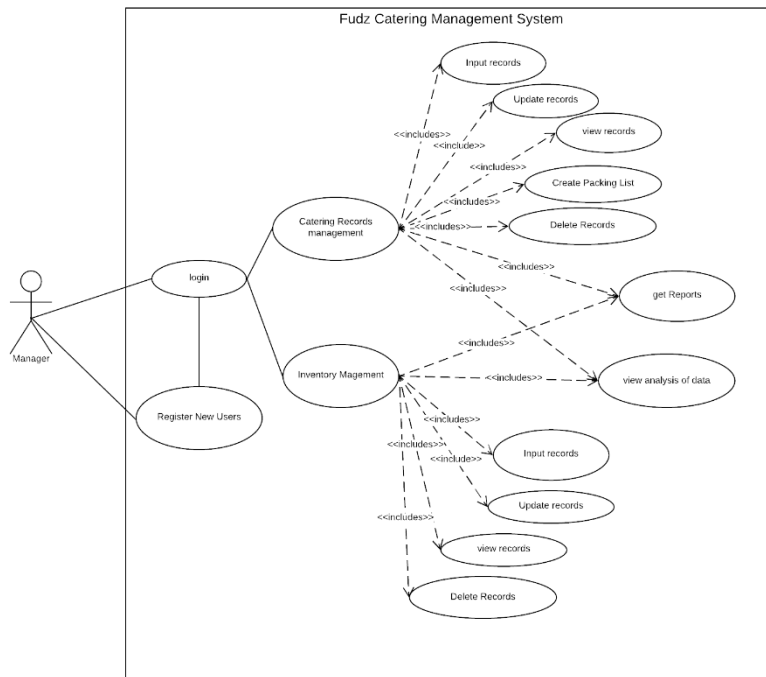 Fudz Catering Management System
Input records
Update records
<<includes>>
<<include>>
view records
<<includes>>
<<includes>>
Create Packing List
Catering Records
management
<<includes>>
Delete Records
<<includes>>
login
<<includes>>
get Reports
Manager
<<includes>>
Inventory Magement
<<includes>>
view analysis of data
Register New Users
<<includes>>
<<includes>>
Input records
<<include>>
Update records
<<includes>>
view records
Delete Records